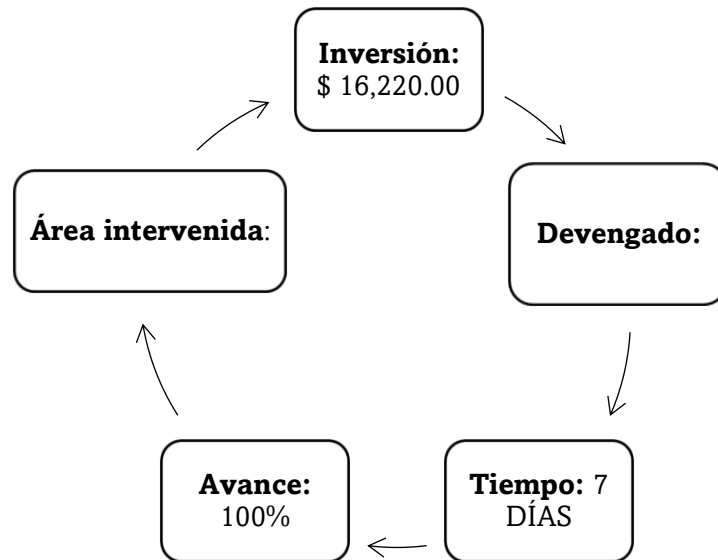 Inversión:
$ 16,220.00
Devengado:
Tiempo: 7
DÍAS
Avance:
100%
Área intervenida: